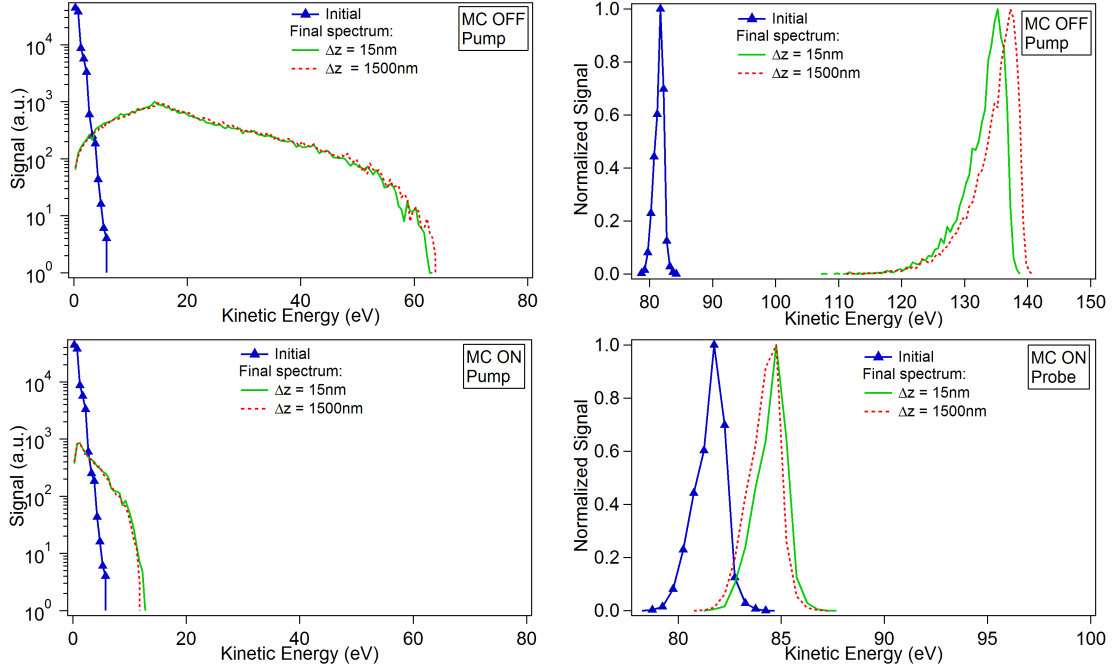 Initial
Final spectrum:
Δz = 15nm
Δz = 1500nm
MC OFF
Pump
Signal (a.u.)
10^4
10^3
10^2
10^1
10^0
0
20
40
60
80
Kinetic Energy (eV)
Initial
Final spectrum:
Δz = 15nm
Δz = 1500nm
MC OFF
Pump
Normalized Signal
1.0
0.8
0.6
0.4
0.2
0.0
80
90
100
110
120
130
140
150
Kinetic Energy (eV)
Initial
Final spectrum:
Δz = 15nm
Δz = 1500nm
MC ON
Pump
Signal (a.u.)
10^4
10^3
10^2
10^1
10^0
0
20
40
60
80
Kinetic Energy (eV)
Initial
Final spectrum:
Δz = 15nm
Δz = 1500nm
MC ON
Probe
Normalized Signal
1.0
0.8
0.6
0.4
0.2
0.0
80
85
90
95
100
Kinetic Energy (eV)